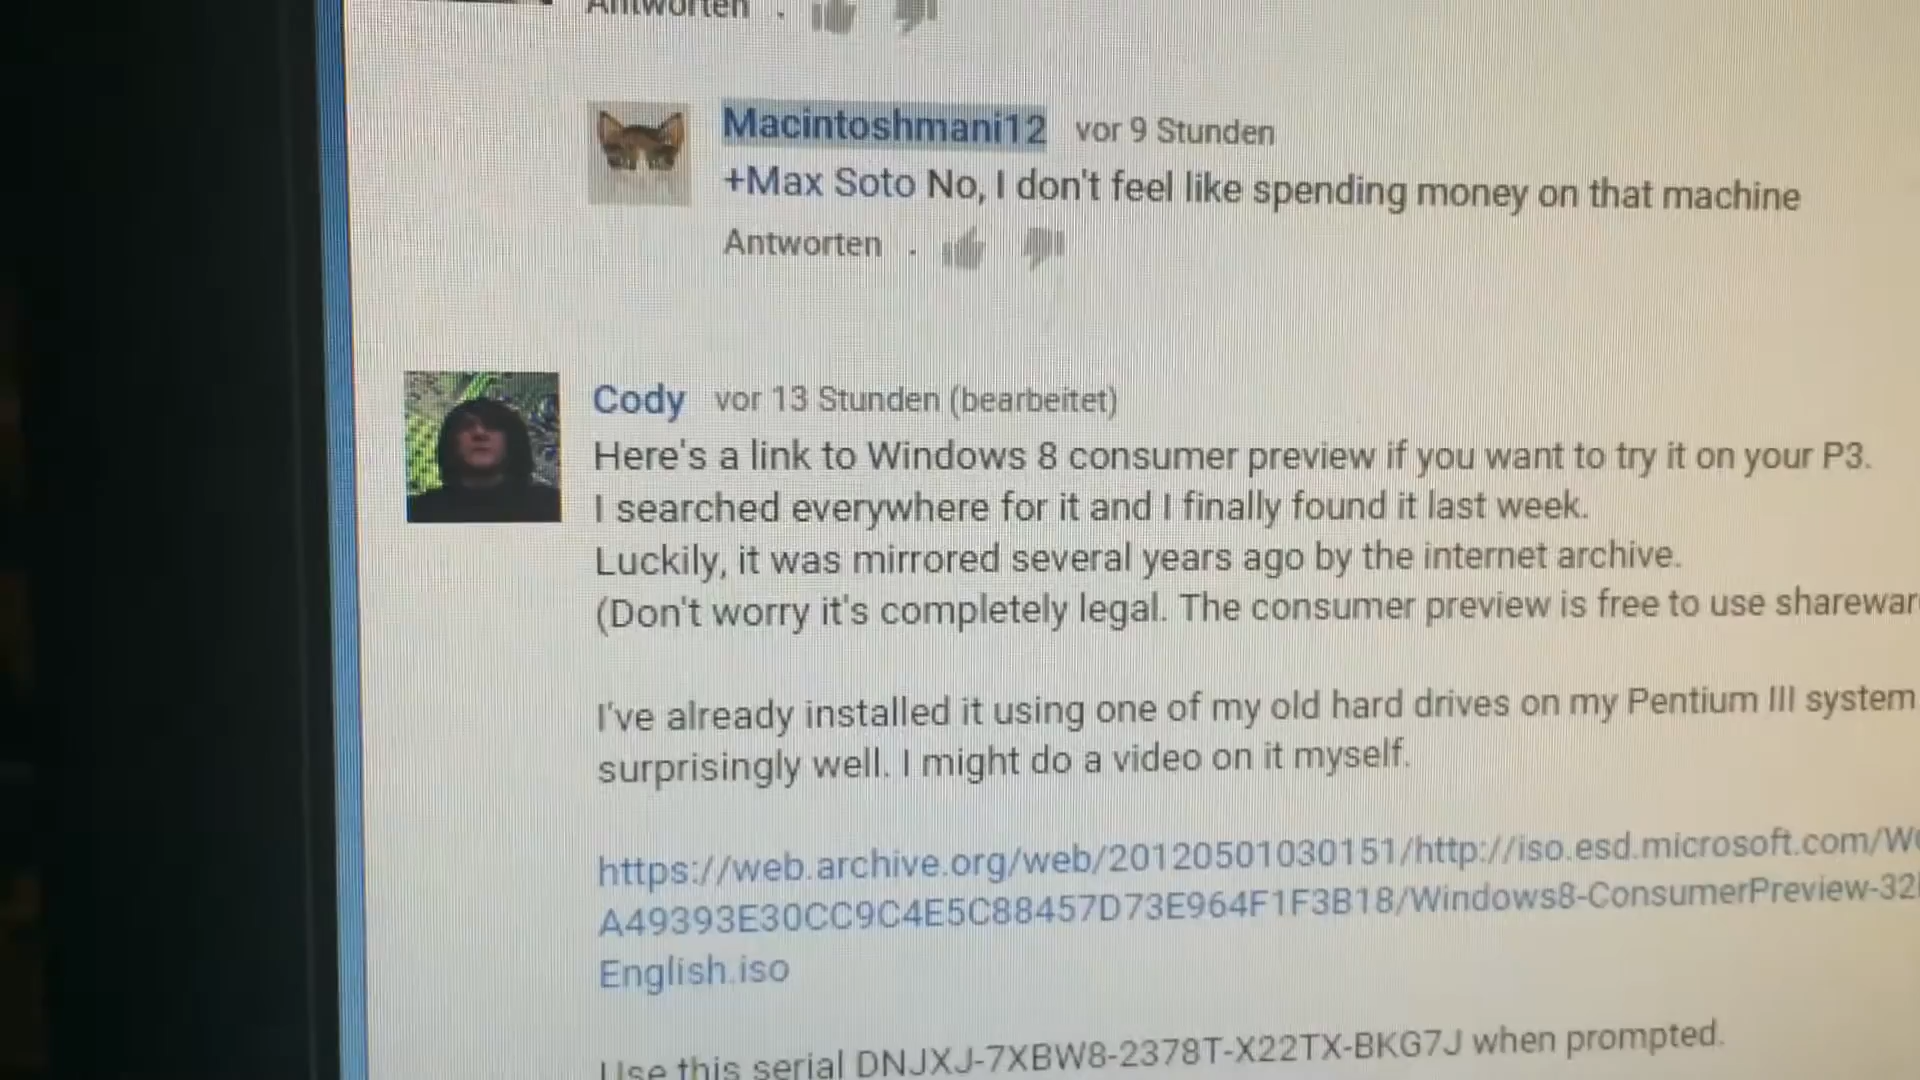 Antworten .
Macintoshmani12 vor 9 Stunden
+Max Soto No, I don't feel like spending money on that machine
Antworten .
Cody vor 13 Stunden (bearbeitet)
Here's a link to Windows 8 consumer preview if you want to try it on your P3.
I searched everywhere for it and I finally found it last week.
Luckily, it was mirrored several years ago by the internet archive.
(Don't worry it's completely legal. The consumer preview is free to use shareware
I've already installed it using one of my old hard drives on my Pentium III system
surprisingly well. I might do a video on it myself.
https://web.archive.org/web/20120501030151/http://iso.esd.microsoft.com/W
A49393E30CC9C4E5C88457D73E964F1F3B18/Windows8-ConsumerPreview-32
English.iso
Use this serial DNJXJ-7XBW8-2378T-X22TX-BKG7J when prompted.